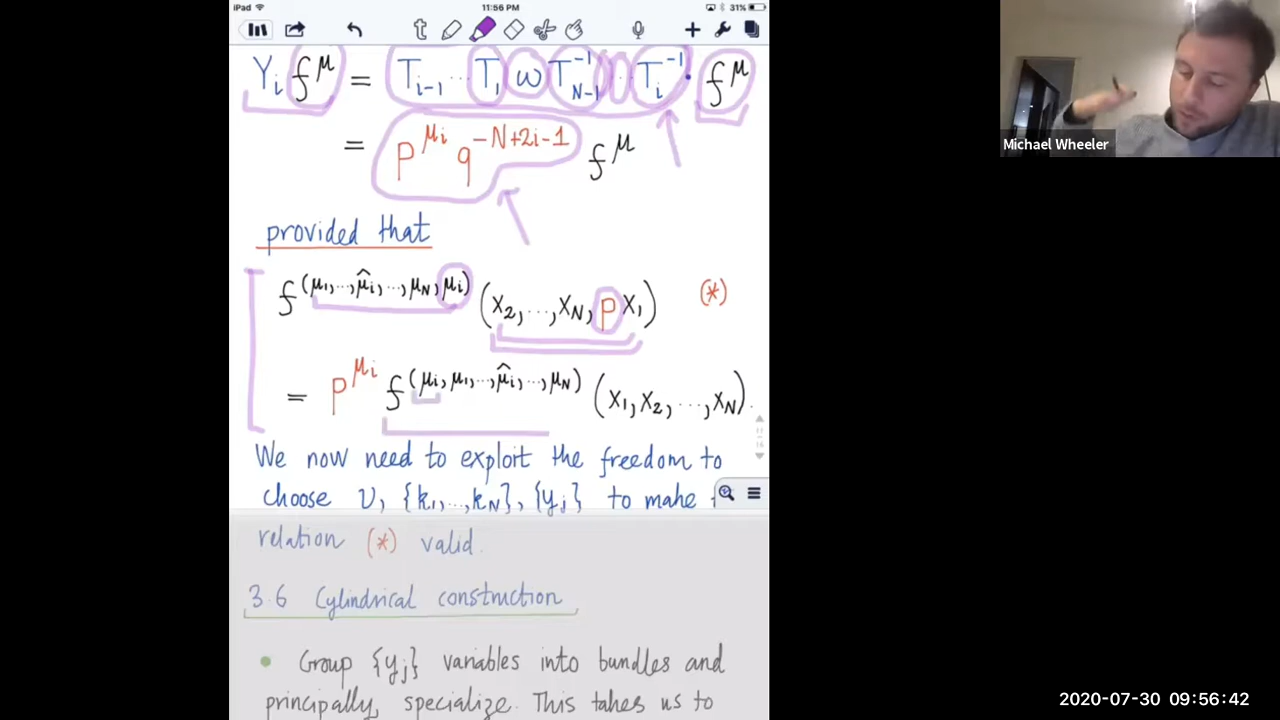 iPad 11:56 PM 31%
Y_i f^μ = T_{i-1} ... T_1 ω T_{N-1}^{-1} ... T_i^{-1} · f^μ
= p^{μ_i} q^{-N+2i-1} f^μ
provided that
f^{(μ_1,...,μ̂_i,...,μ_N,μ_i)} (x_2,...,x_N, p x_1) (*)
= p^{μ_i} f^{(μ_i,μ_1,...,μ̂_i,...,μ_N)} (x_1,x_2,...,x_N).
We now need to exploit the freedom to
choose ν, {k_1,...,k_N}, {y_j} to make
relation (*) valid.
3.6 Cylindrical construction
• Group {y_j} variables into bundles and
principally specialize. This takes us to
Michael Wheeler
2020-07-30 09:56:42